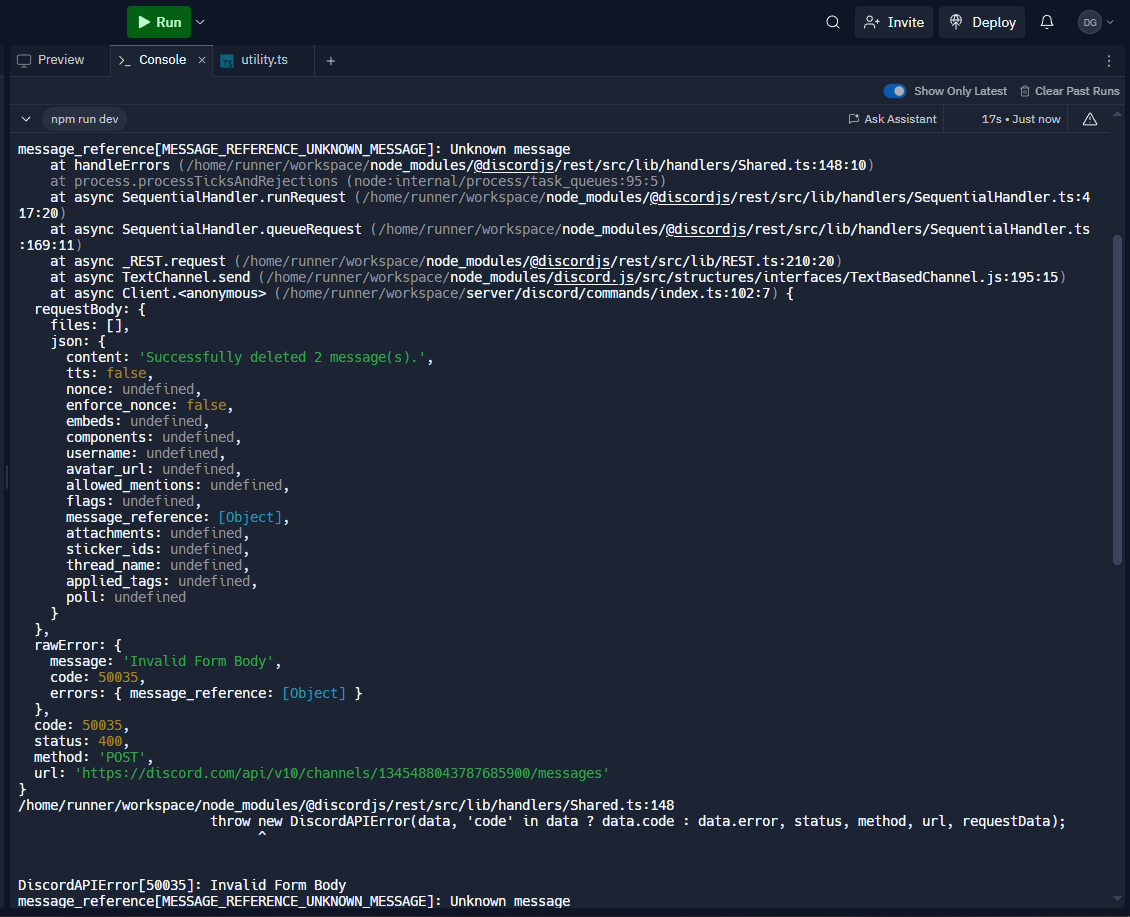 Run
Invite
Deploy
DG
Preview
>_ Console ×
TS utility.ts
+
Show Only Latest
Clear Past Runs
npm run dev
Ask Assistant
17s • Just now
message_reference[MESSAGE_REFERENCE_UNKNOWN_MESSAGE]: Unknown message
    at handleErrors (/home/runner/workspace/node_modules/@discordjs/rest/src/lib/handlers/Shared.ts:148:10)
    at process.processTicksAndRejections (node:internal/process/task_queues:95:5)
    at async SequentialHandler.runRequest (/home/runner/workspace/node_modules/@discordjs/rest/src/lib/handlers/SequentialHandler.ts:4
17:20)
    at async SequentialHandler.queueRequest (/home/runner/workspace/node_modules/@discordjs/rest/src/lib/handlers/SequentialHandler.ts
:169:11)
    at async _REST.request (/home/runner/workspace/node_modules/@discordjs/rest/src/lib/REST.ts:210:20)
    at async TextChannel.send (/home/runner/workspace/node_modules/discord.js/src/structures/interfaces/TextBasedChannel.js:195:15)
    at async Client.<anonymous> (/home/runner/workspace/server/discord/commands/index.ts:102:7) {
  requestBody: {
    files: [],
    json: {
      content: 'Successfully deleted 2 message(s).',
      tts: false,
      nonce: undefined,
      enforce_nonce: false,
      embeds: undefined,
      components: undefined,
      username: undefined,
      avatar_url: undefined,
      allowed_mentions: undefined,
      flags: undefined,
      message_reference: [Object],
      attachments: undefined,
      sticker_ids: undefined,
      thread_name: undefined,
      applied_tags: undefined,
      poll: undefined
    }
  },
  rawError: {
    message: 'Invalid Form Body',
    code: 50035,
    errors: { message_reference: [Object] }
  },
  code: 50035,
  status: 400,
  method: 'POST',
  url: 'https://discord.com/api/v10/channels/1345488043787685900/messages'
}
/home/runner/workspace/node_modules/@discordjs/rest/src/lib/handlers/Shared.ts:148
                        throw new DiscordAPIError(data, 'code' in data ? data.code : data.error, status, method, url, requestData);
                              ^
DiscordAPIError[50035]: Invalid Form Body
message_reference[MESSAGE_REFERENCE_UNKNOWN_MESSAGE]: Unknown message